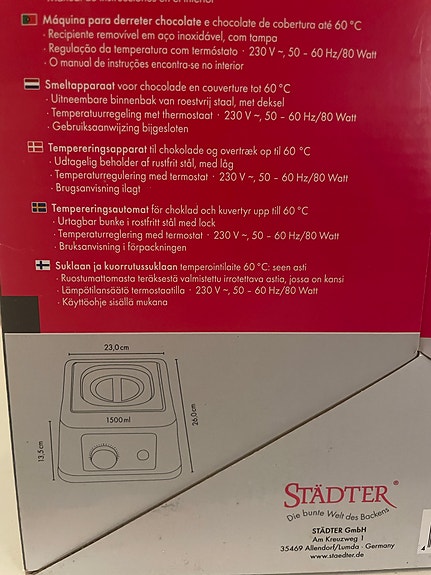 Máquina para derreter chocolate e chocolate de cobertura até 60 °C
· Recipiente removível em aço inoxidável, com tampa
· Regulação da temperatura com termóstato · 230 V ~, 50 – 60 Hz/80 Watt
· O manual de instruções encontra-se no interior
Smeltapparaat voor chocolade en couverture tot 60 °C
· Uitneembare binnenbak van roestvrij staal, met deksel
· Temperatuurregeling met thermostaat · 230 V ~, 50 – 60 Hz/80 Watt
· Gebruiksaanwijzing bijgesloten
Tempereringsapparat til chokolade og overtræk op til 60 °C
· Udtagelig beholder af rustfrit stål, med låg
· Temperaturregulering med termostat · 230 V ~, 50 – 60 Hz/80 Watt
· Brugsanvisning ilagt
Tempereringsautomat för choklad och kuvertyr upp till 60 °C
· Urtagbar bunke i rostfritt stål med lock
· Temperaturreglering med termostat · 230 V ~, 50 – 60 Hz/80 Watt
· Bruksanvisning i förpackningen
Suklaan ja kuorrutussuklaan temperointilaite 60 °C: seen asti
· Ruostumattomasta teräksestä valmistettu irrotettava astia, jossa on kansi
· Lämpötilansäätö termostaatilla · 230 V ~, 50 – 60 Hz/80 Watt
· Käyttöohje sisällä mukana
23,0 cm
1500 ml
26,0 cm
13,5 cm
STÄDTER®
Die bunte Welt des Backens
STÄDTER GmbH
Am Kreuzweg 1
35469 Allendorf/Lumda · Germany
www.staedter.de